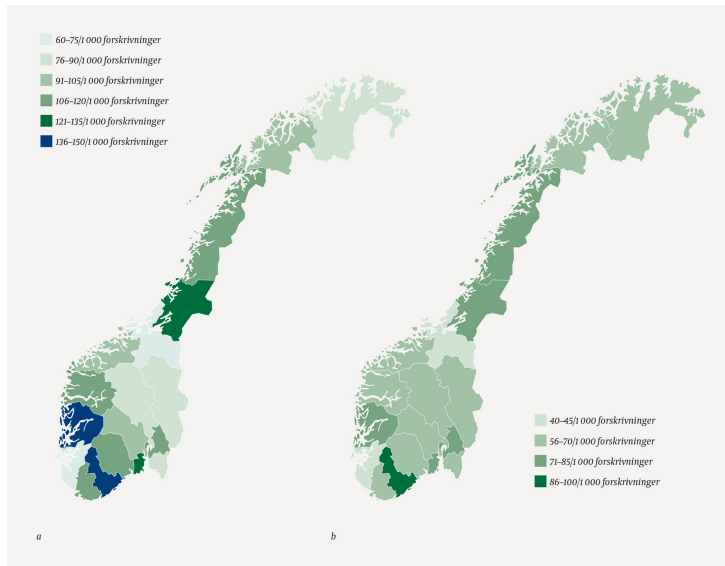 60–75/1 000 forskrivninger
76–90/1 000 forskrivninger
91–105/1 000 forskrivninger
106–120/1 000 forskrivninger
121–135/1 000 forskrivninger
136–150/1 000 forskrivninger
40–45/1 000 forskrivninger
56–70/1 000 forskrivninger
71–85/1 000 forskrivninger
86–100/1 000 forskrivninger
a
b